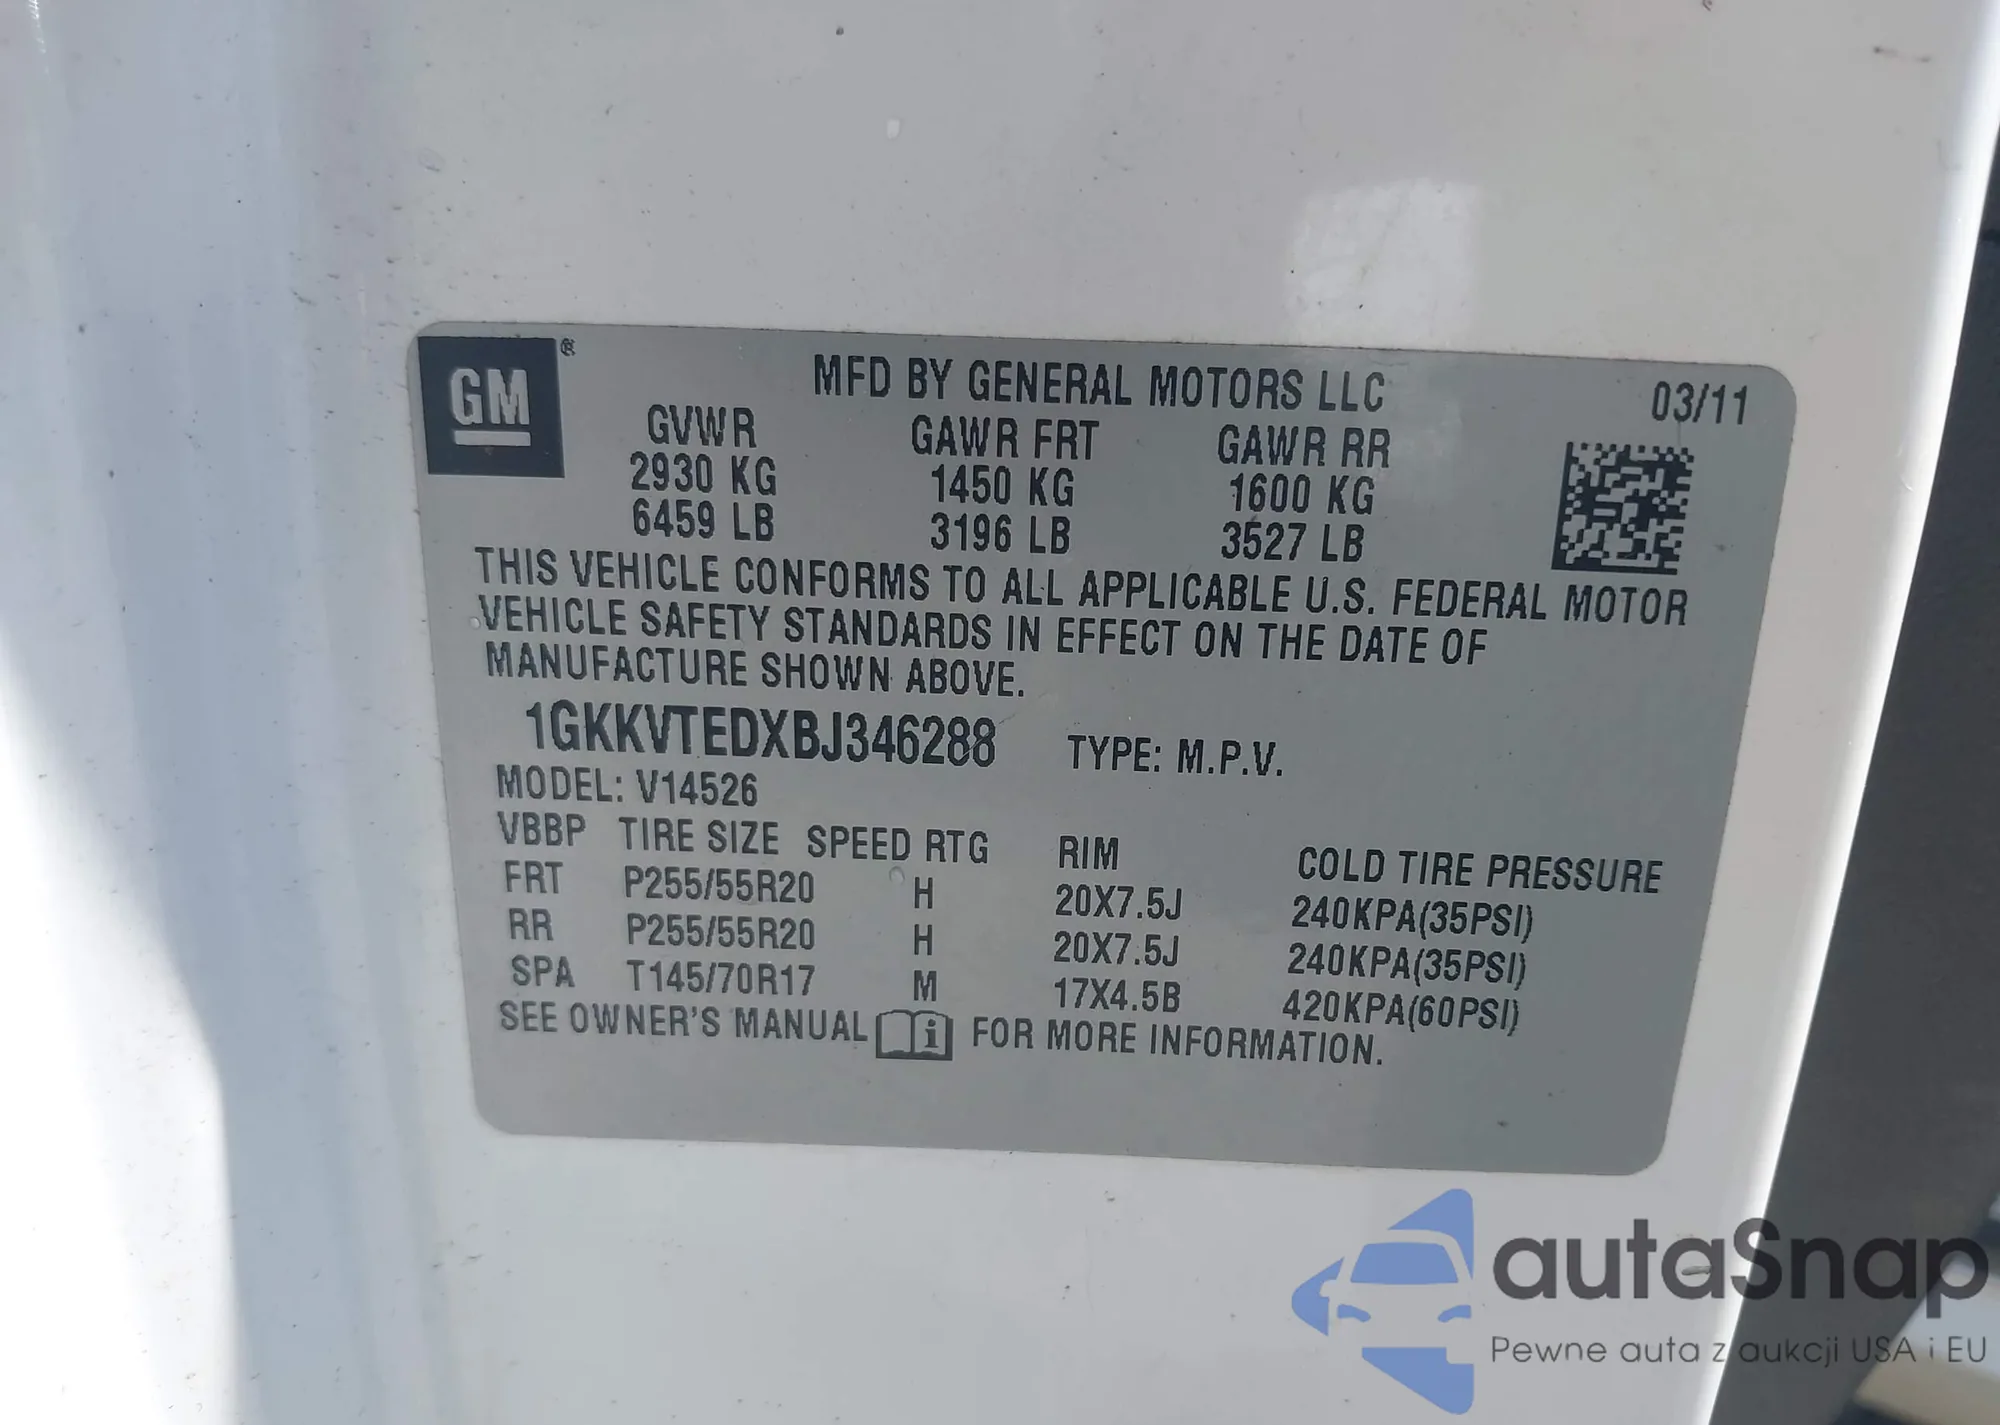 GM ®
MFD BY GENERAL MOTORS LLC 03/11
GVWR GAWR FRT GAWR RR
2930 KG 1450 KG 1600 KG
6459 LB 3196 LB 3527 LB
THIS VEHICLE CONFORMS TO ALL APPLICABLE U.S. FEDERAL MOTOR
VEHICLE SAFETY STANDARDS IN EFFECT ON THE DATE OF
MANUFACTURE SHOWN ABOVE.
1GKKVTEDXBJ346288 TYPE: M.P.V.
MODEL: V14526
VBBP TIRE SIZE SPEED RTG RIM COLD TIRE PRESSURE
FRT P255/55R20 H 20X7.5J 240KPA(35PSI)
RR P255/55R20 H 20X7.5J 240KPA(35PSI)
SPA T145/70R17 M 17X4.5B 420KPA(60PSI)
SEE OWNER'S MANUAL i FOR MORE INFORMATION.
autaSnap
Pewne auta z aukcji USA i EU